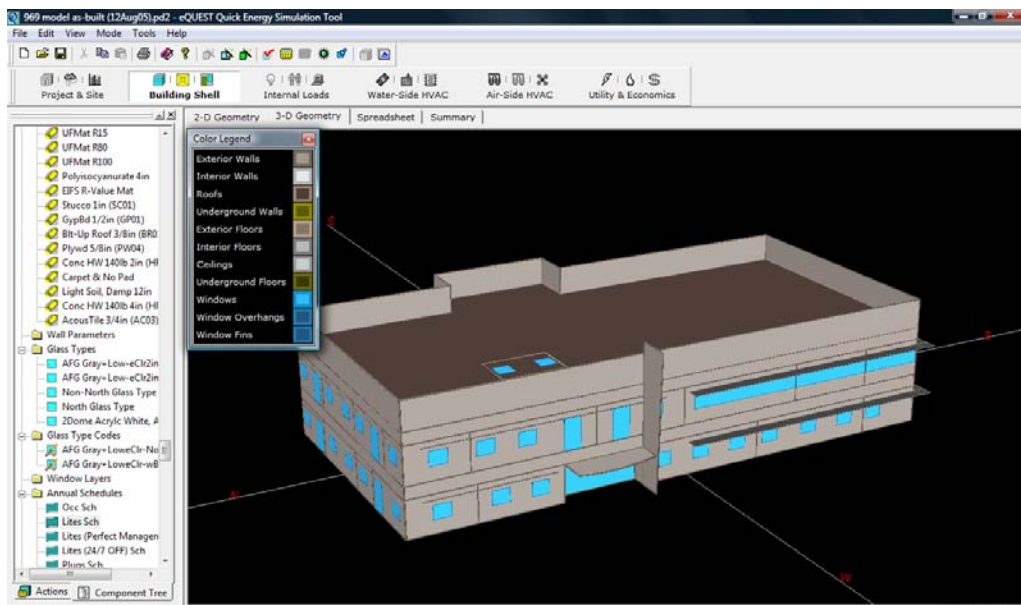 969 model as-built (12Aug05).pd2 - eQUEST Quick Energy Simulation Tool
File Edit View Mode Tools Help
Project & Site Building Shell Internal Loads Water-Side HVAC Air-Side HVAC Utility & Economics
2-D Geometry 3-D Geometry Spreadsheet Summary
UFMat R15
UFMat R80
UFMat R100
Polyisocyanurate 4in
EIFS R-Value Mat
Stucco 1in (SC01)
GypBd 1/2in (GP01)
Blt-Up Roof 3/8in (BR0
Plywd 5/8in (PW04)
Conc HW 140lb 2in (HF
Carpet & No Pad
Light Soil, Damp 12in
Conc HW 140lb 4in (HF
AcousTile 3/4in (AC03)
Wall Parameters
Glass Types
AFG Gray+Low-eClr2in
AFG Gray+Low-eClr2in
Non-North Glass Type
North Glass Type
2Dome Acrylc White, A
Glass Type Codes
AFG Gray+LoweClr-No
AFG Gray+LoweClr-wB
Window Layers
Annual Schedules
Occ Sch
Lites Sch
Lites (Perfect Managen
Lites (24/7 OFF) Sch
Plugs Sch
Actions Component Tree
Color Legend
Exterior Walls
Interior Walls
Roofs
Underground Walls
Exterior Floors
Interior Floors
Ceilings
Underground Floors
Windows
Window Overhangs
Window Fins
N
W